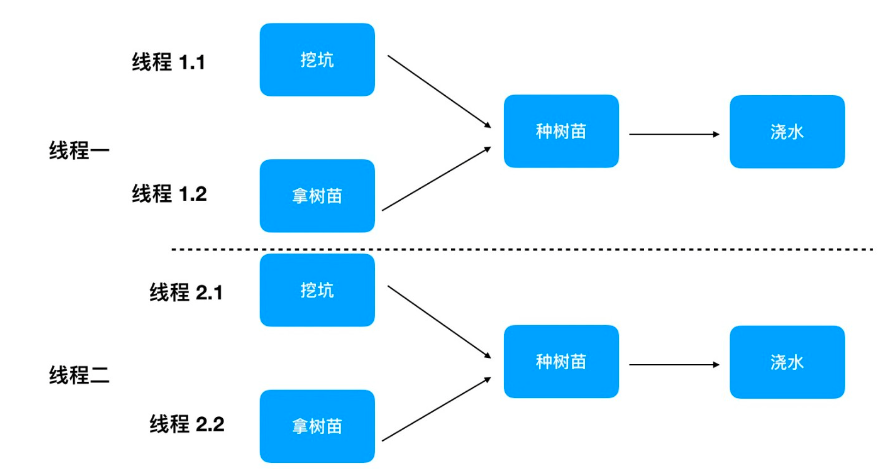 线程 1.1
挖坑
种树苗
浇水
线程一
线程 1.2
拿树苗
线程 2.1
挖坑
种树苗
浇水
线程二
线程 2.2
拿树苗